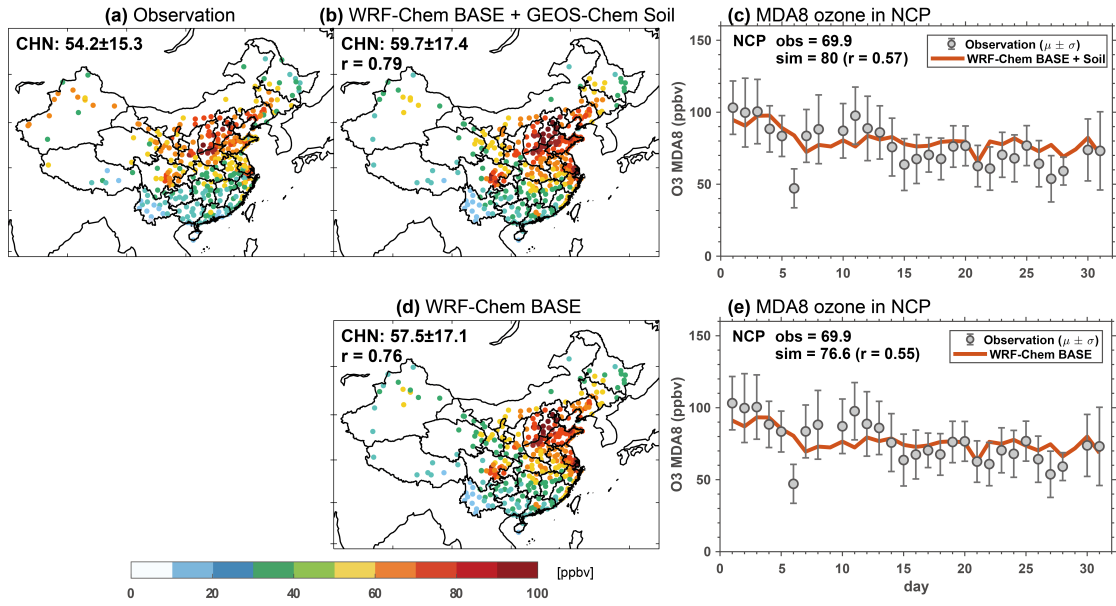 (a) Observation
CHN: 54.2±15.3
(b) WRF-Chem BASE + GEOS-Chem Soil
CHN: 59.7±17.4
r = 0.79
(c) MDA8 ozone in NCP
NCP obs = 69.9
sim = 80 (r = 0.57)
Observation (μ ± σ)
WRF-Chem BASE + Soil
O3 MDA8 (ppbv)
150
100
50
0
0 5 10 15 20 25 30
(d) WRF-Chem BASE
CHN: 57.5±17.1
r = 0.76
(e) MDA8 ozone in NCP
NCP obs = 69.9
sim = 76.6 (r = 0.55)
Observation (μ ± σ)
WRF-Chem BASE
O3 MDA8 (ppbv)
150
100
50
0
0 5 10 15 20 25 30
day
[ppbv]
0 20 40 60 80 100